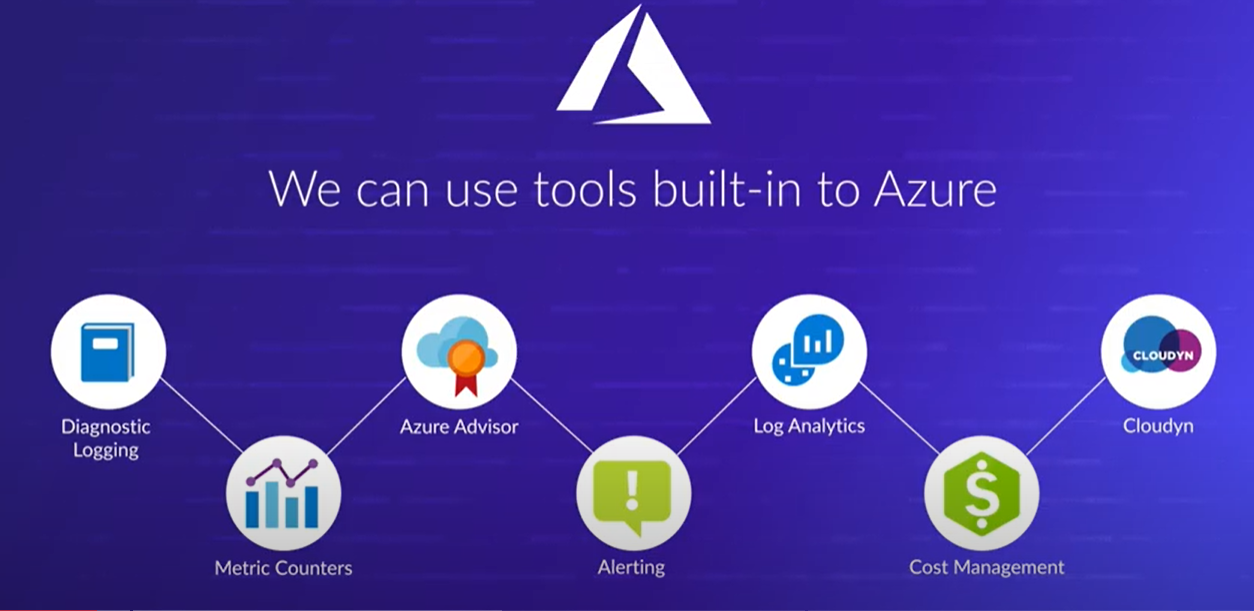 We can use tools built-in to Azure
Diagnostic
Logging
Metric Counters
Azure Advisor
Alerting
Log Analytics
Cost Management
CLOUDYN
Cloudyn